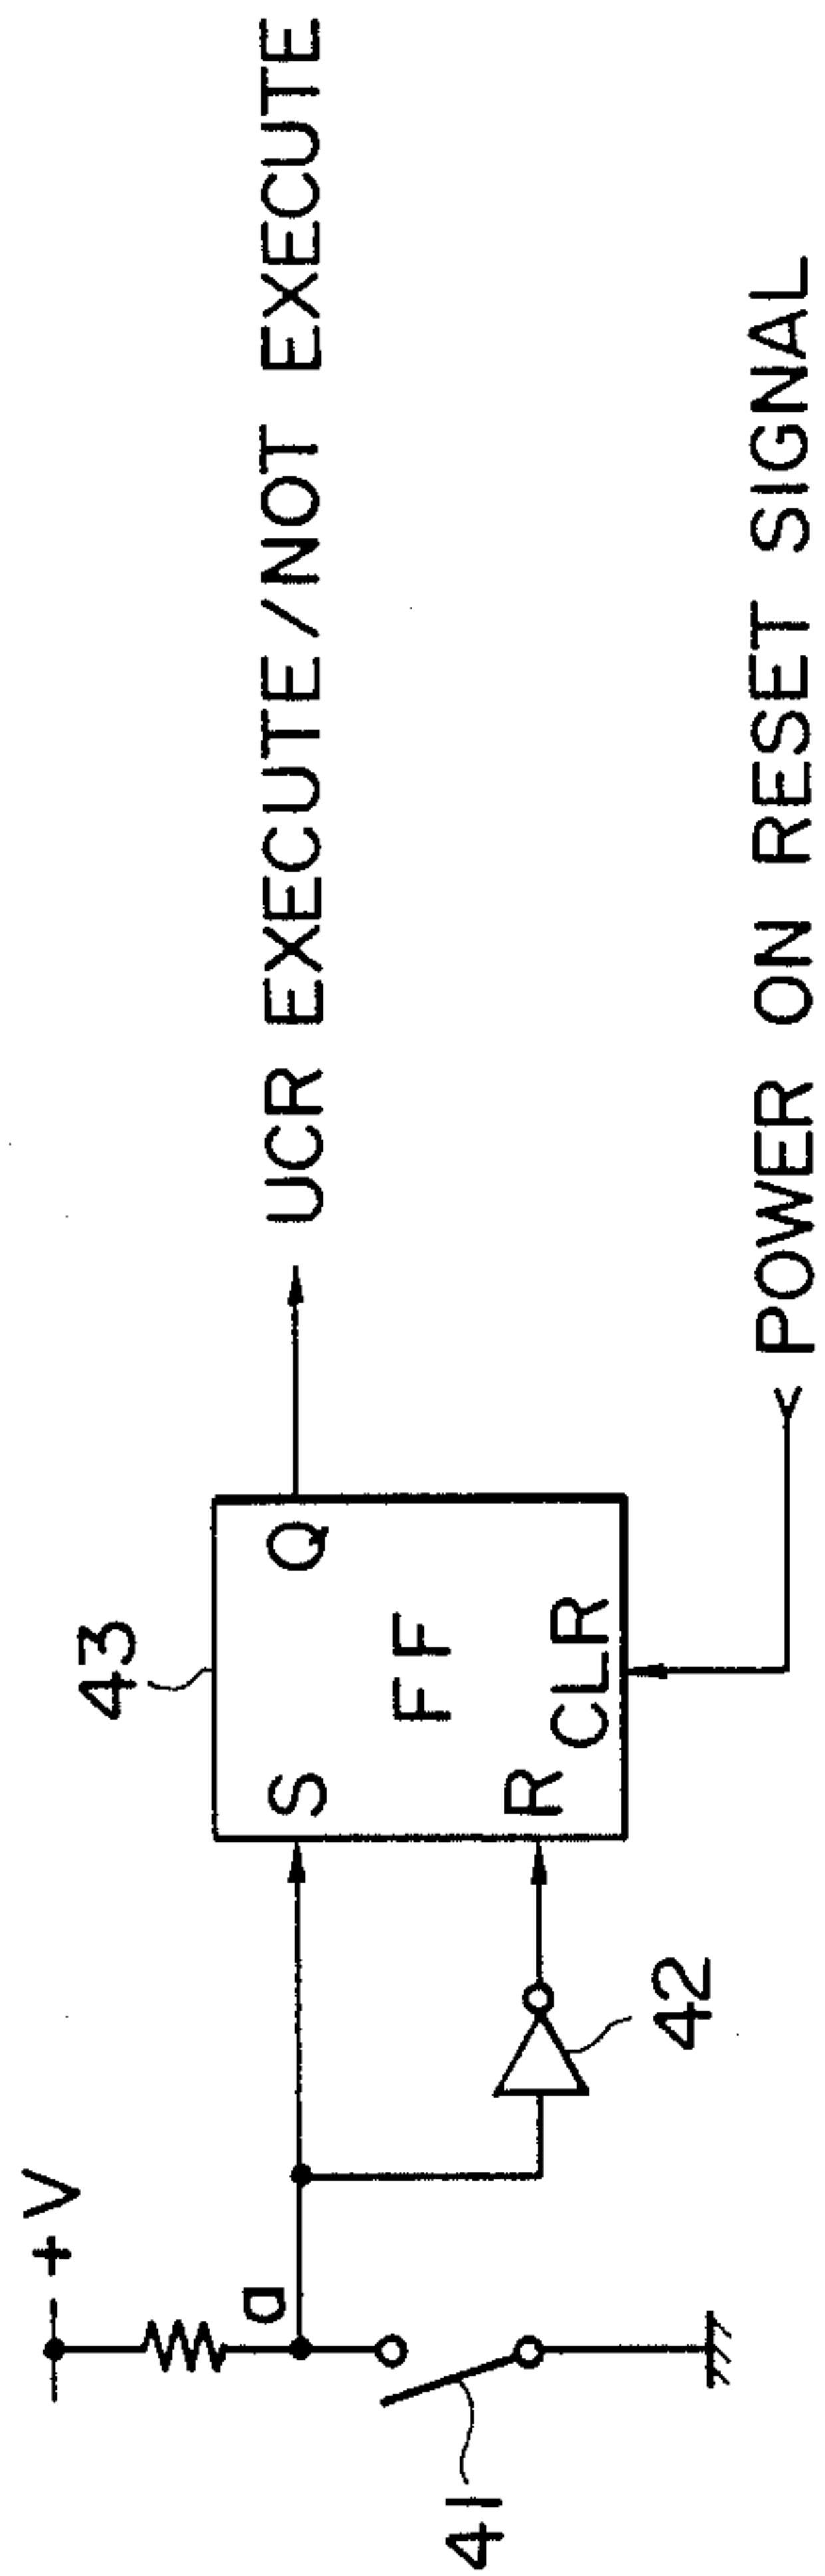 +V
a
41
42
43
S
Q
FF
R
CLR
UCR EXECUTE/NOT EXECUTE
POWER ON RESET SIGNAL